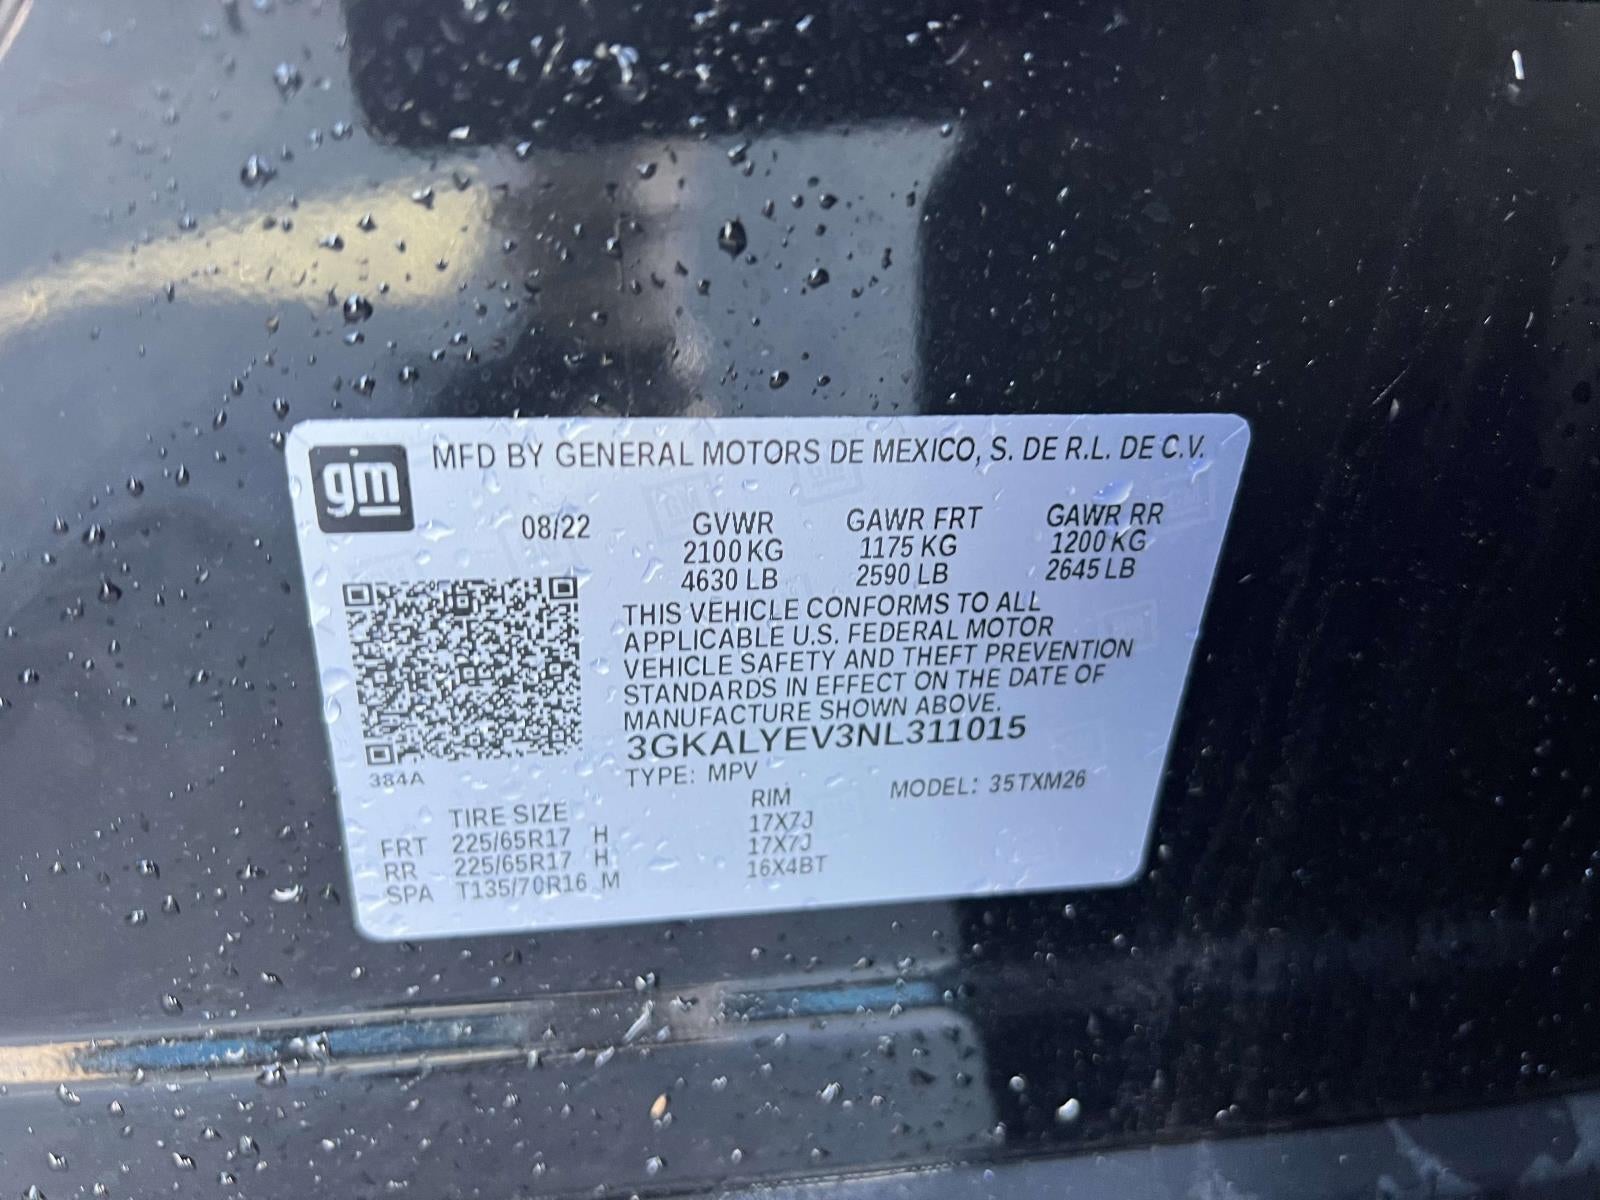 gm
MFD BY GENERAL MOTORS DE MEXICO, S. DE R.L. DE C.V.
08/22 GVWR GAWR FRT GAWR RR
2100 KG 1175 KG 1200 KG
4630 LB 2590 LB 2645 LB
THIS VEHICLE CONFORMS TO ALL
APPLICABLE U.S. FEDERAL MOTOR
VEHICLE SAFETY AND THEFT PREVENTION
STANDARDS IN EFFECT ON THE DATE OF
MANUFACTURE SHOWN ABOVE.
3GKALYEV3NL311015
384A
TYPE: MPV MODEL: 35TXM26
TIRE SIZE RIM
FRT 225/65R17 H 17X7J
RR 225/65R17 H 17X7J
SPA T135/70R16 M 16X4BT